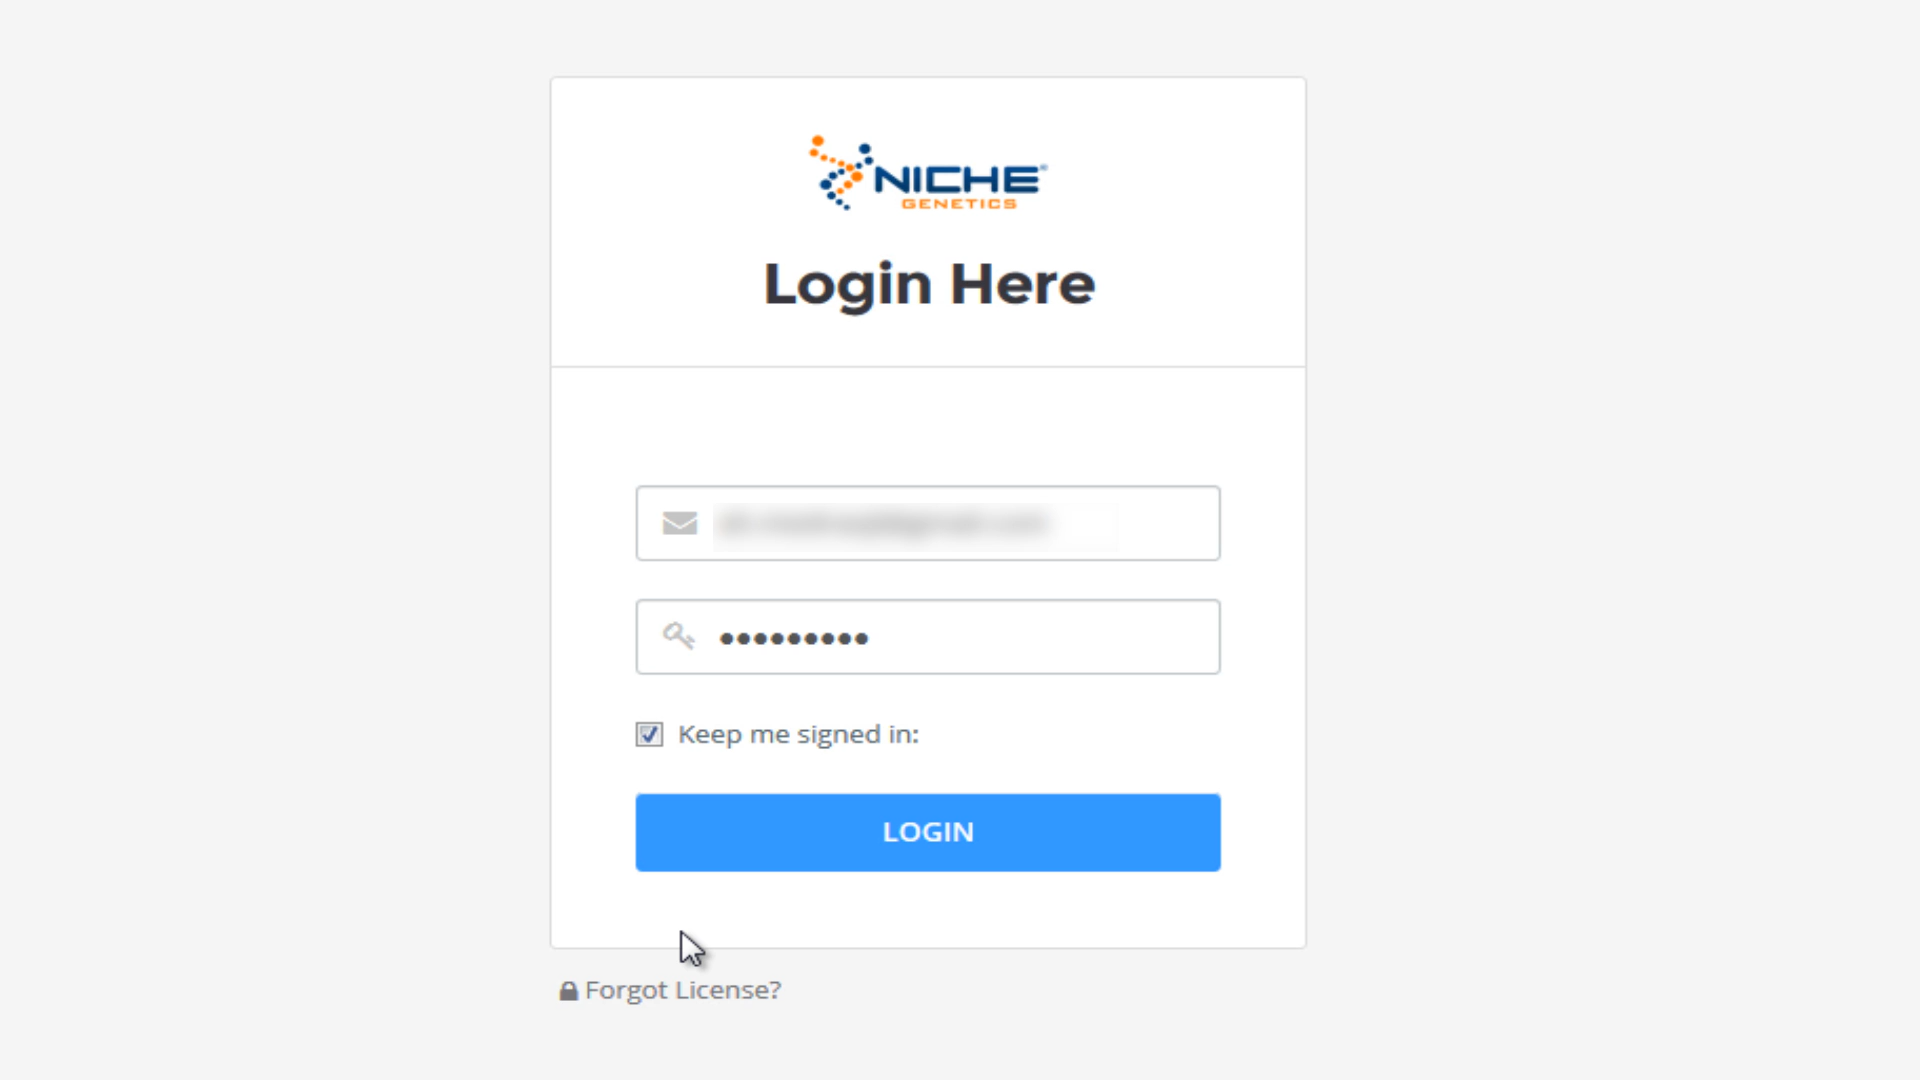 NICHE®
GENETICS
Login Here
•••••••••
Keep me signed in:
LOGIN
Forgot License?